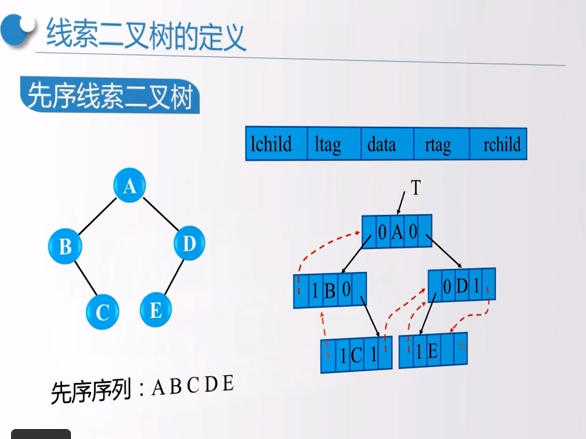 线索二叉树的定义
先序线索二叉树
lchild ltag data rtag rchild
T
A
0 A 0
B
D
1 B 0
0 D 1
C
E
1 C 1
1 E
先序序列：A B C D E